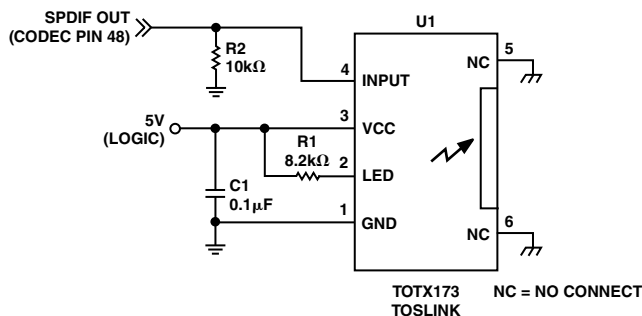 SPDIF OUT
(CODEC PIN 48)
R2
10kΩ
5V
(LOGIC)
R1
8.2kΩ
C1
0.1μF
U1
4
INPUT
3
VCC
2
LED
1
GND
5
NC
6
NC
TOTX173
TOSLINK
NC = NO CONNECT